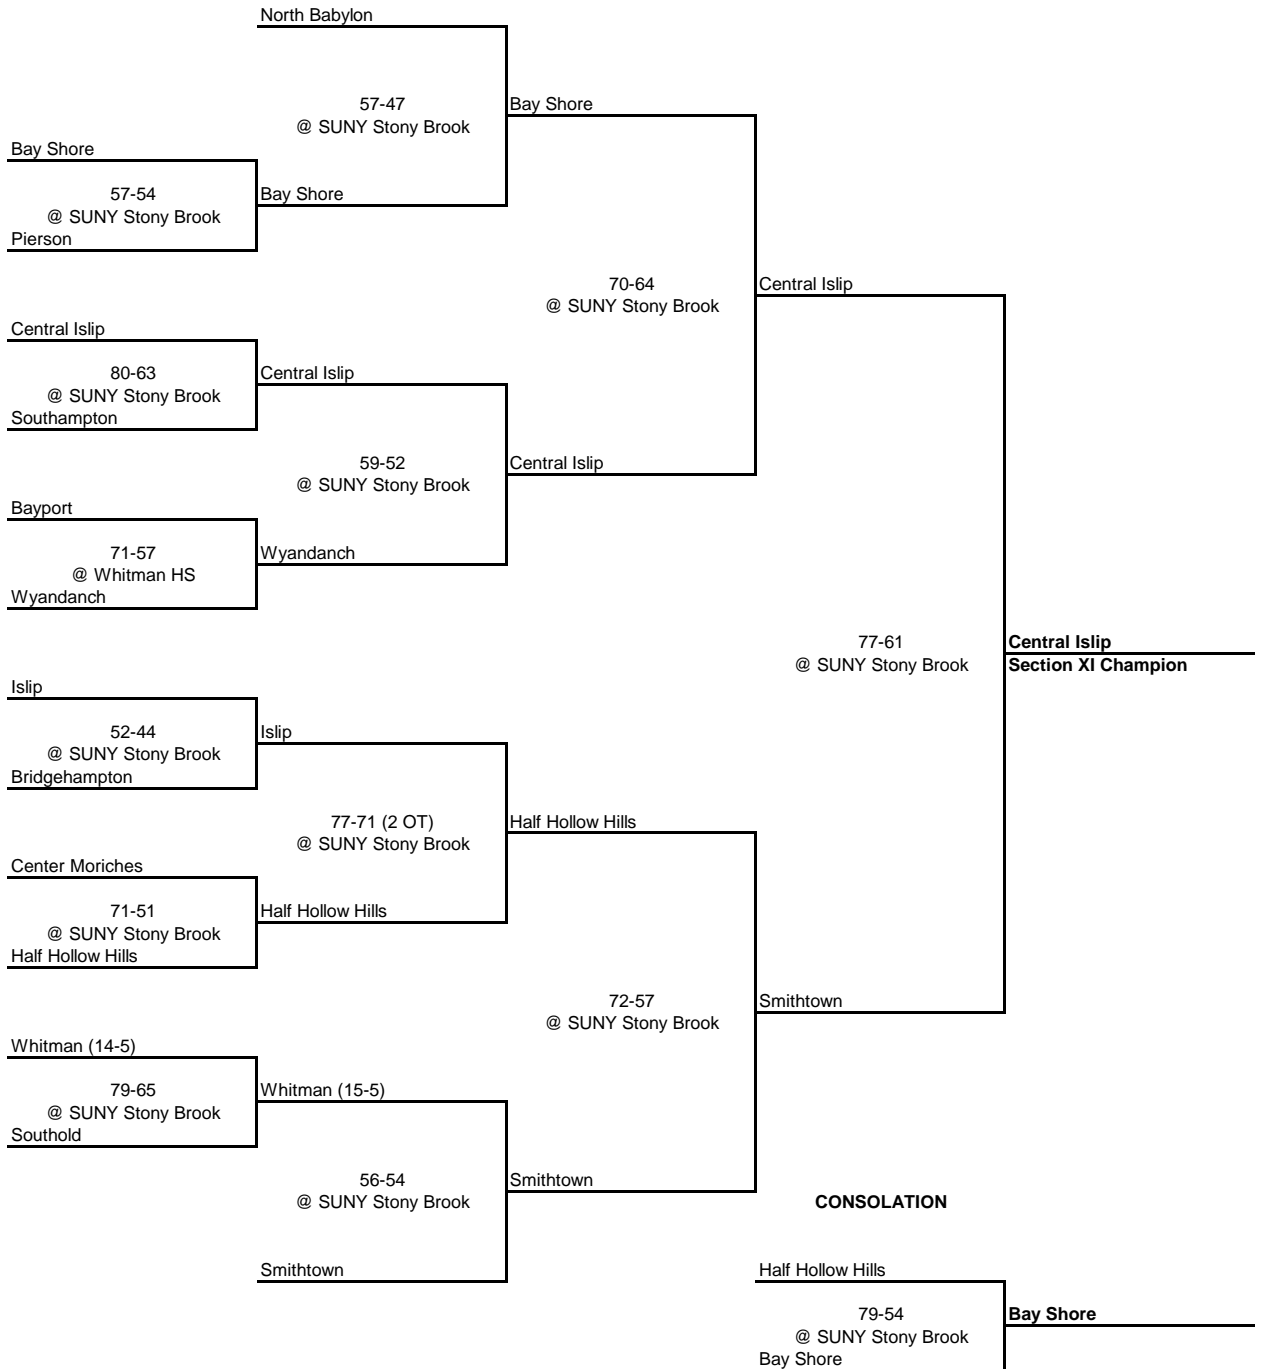 North Babylon
57-47
@ SUNY Stony Brook
Bay Shore
Bay Shore
57-54
@ SUNY Stony Brook
Bay Shore
Pierson
70-64
@ SUNY Stony Brook
Central Islip
Central Islip
80-63
@ SUNY Stony Brook
Central Islip
Southampton
59-52
@ SUNY Stony Brook
Central Islip
Bayport
71-57
@ Whitman HS
Wyandanch
Wyandanch
77-61
@ SUNY Stony Brook
Central Islip
Section XI Champion
Islip
52-44
@ SUNY Stony Brook
Islip
Bridgehampton
77-71 (2 OT)
@ SUNY Stony Brook
Half Hollow Hills
Center Moriches
71-51
@ SUNY Stony Brook
Half Hollow Hills
Half Hollow Hills
72-57
@ SUNY Stony Brook
Smithtown
Whitman (14-5)
79-65
@ SUNY Stony Brook
Whitman (15-5)
Southold
56-54
@ SUNY Stony Brook
Smithtown
CONSOLATION
Smithtown
Half Hollow Hills
79-54
@ SUNY Stony Brook
Bay Shore
Bay Shore